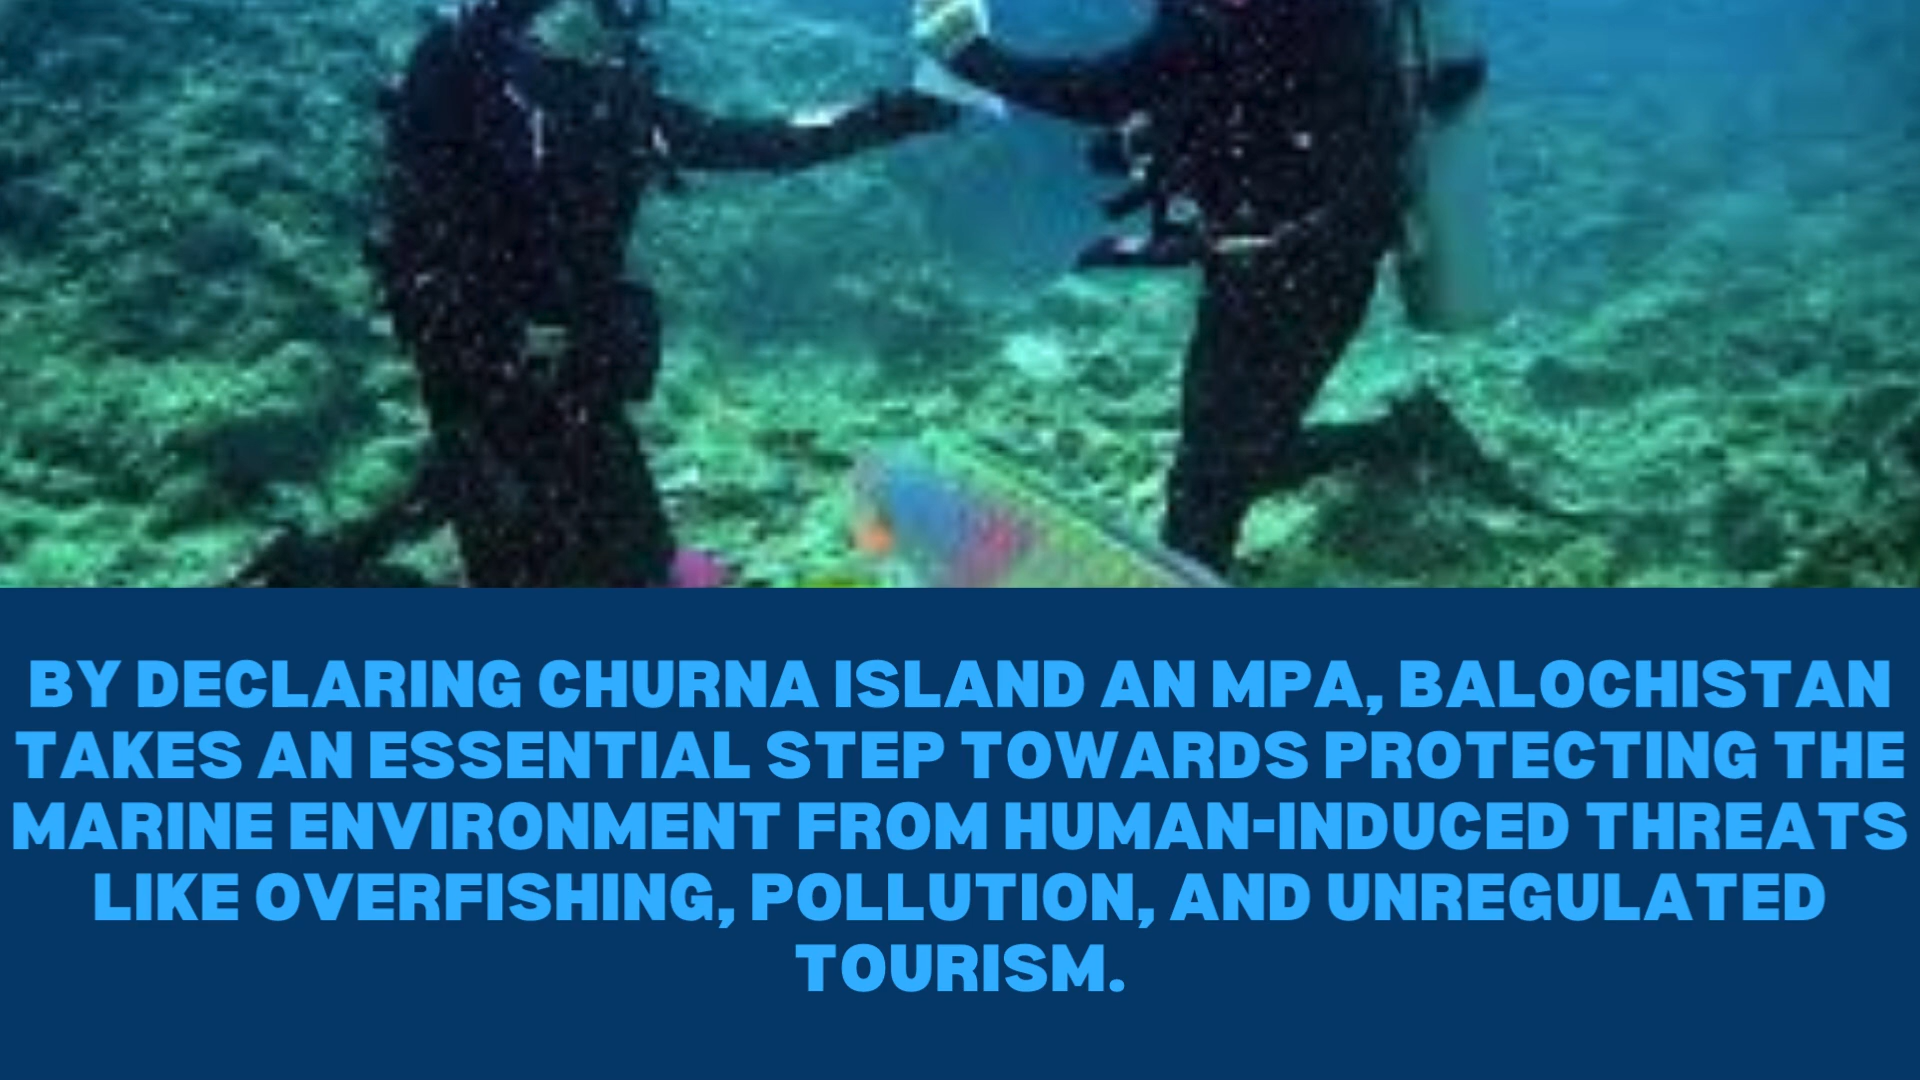 BY DECLARING CHURNA ISLAND AN MPA, BALOCHISTAN
TAKES AN ESSENTIAL STEP TOWARDS PROTECTING THE
MARINE ENVIRONMENT FROM HUMAN-INDUCED THREATS
LIKE OVERFISHING, POLLUTION, AND UNREGULATED
TOURISM.